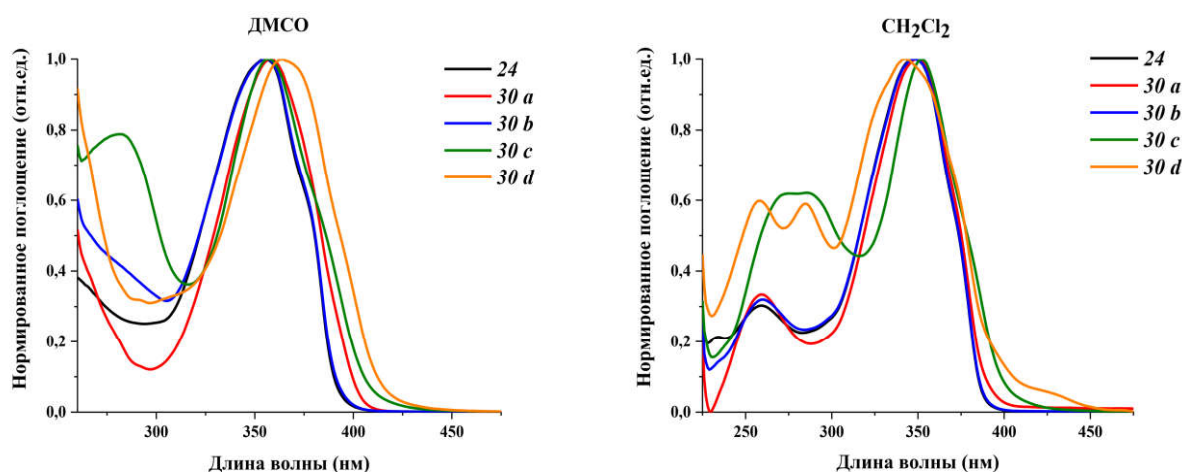 ДМСО
Нормированное поглощение (отн.ед.)
1,0
0,8
0,6
0,4
0,2
0,0
300
350
400
450
Длина волны (нм)
24
30 a
30 b
30 c
30 d
CH2Cl2
Нормированное поглощение (отн.ед.)
1,0
0,8
0,6
0,4
0,2
0,0
250
300
350
400
450
Длина волны (нм)
24
30 a
30 b
30 c
30 d